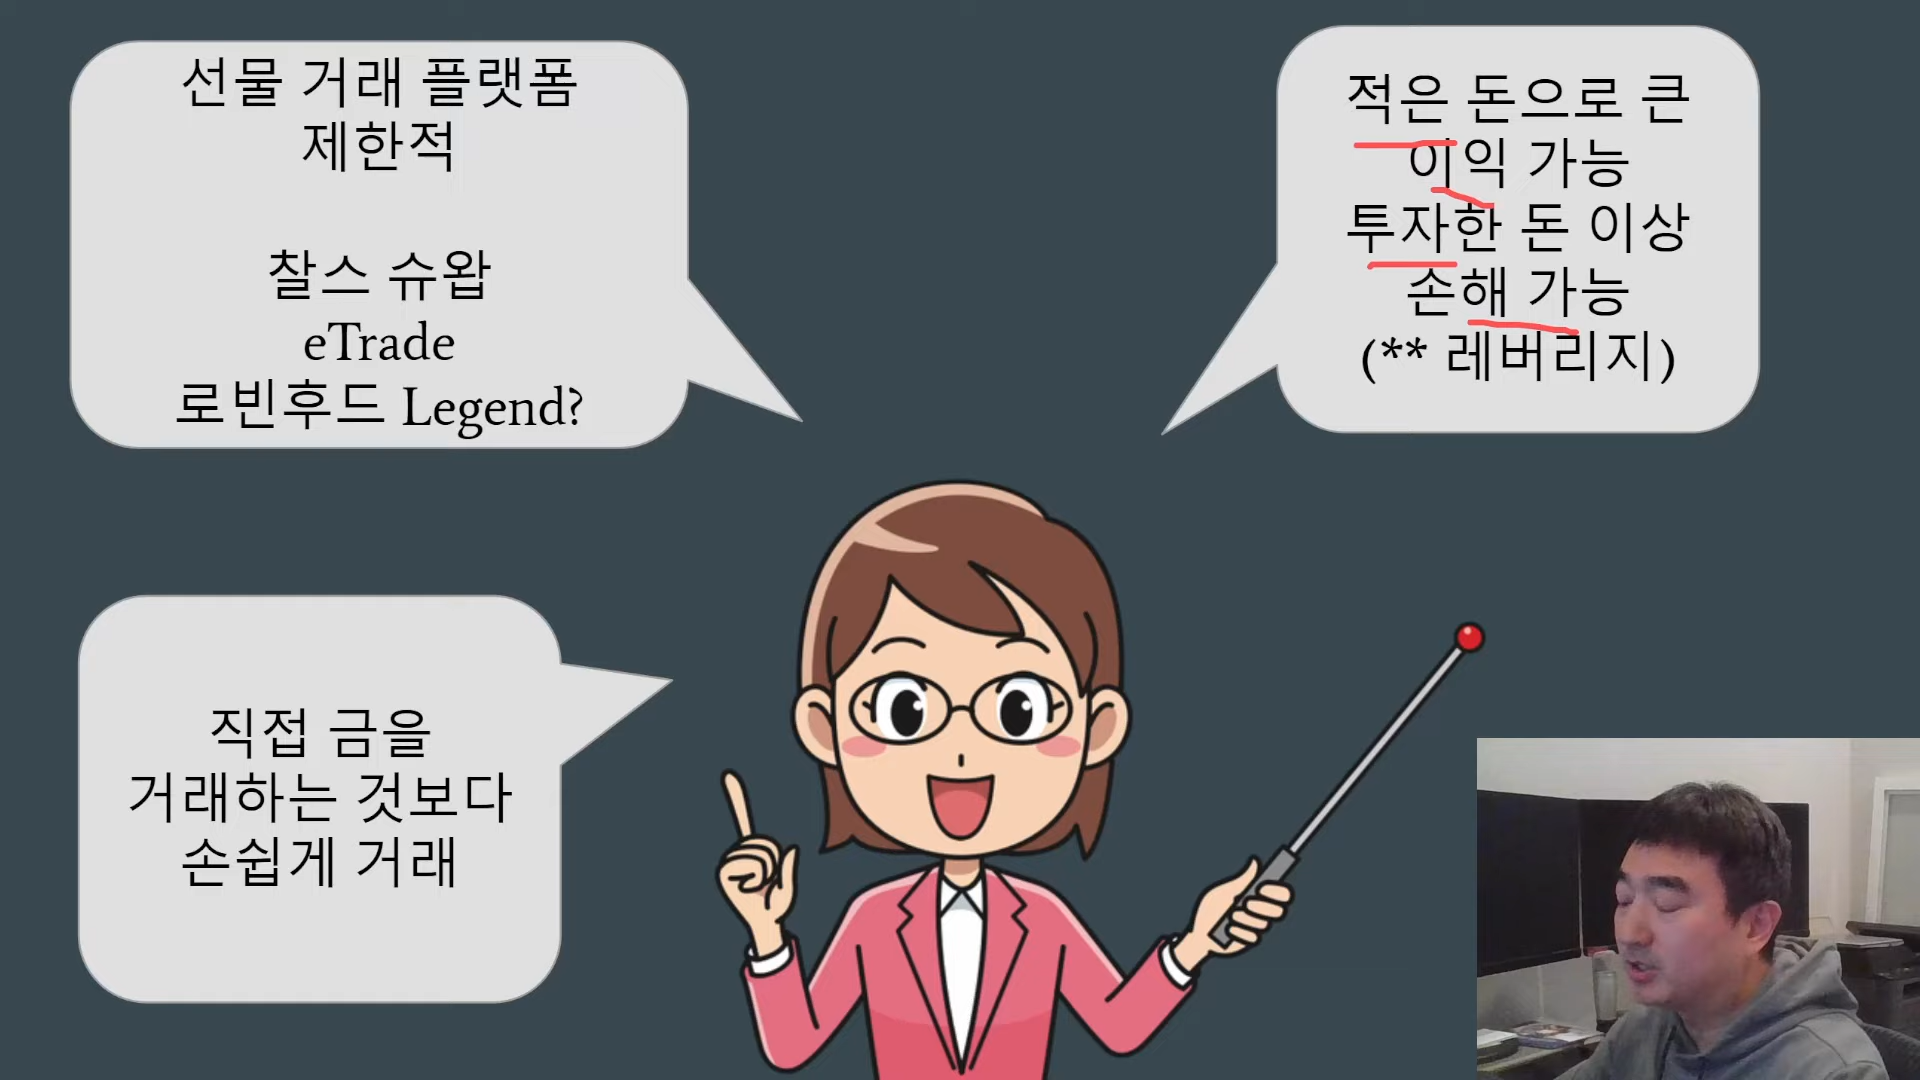 선물 거래 플랫폼
제한적
찰스 슈왑
eTrade
로빈후드 Legend?
적은 돈으로 큰
이익 가능
투자한 돈 이상
손해 가능
(** 레버리지)
직접 금을
거래하는 것보다
손쉽게 거래